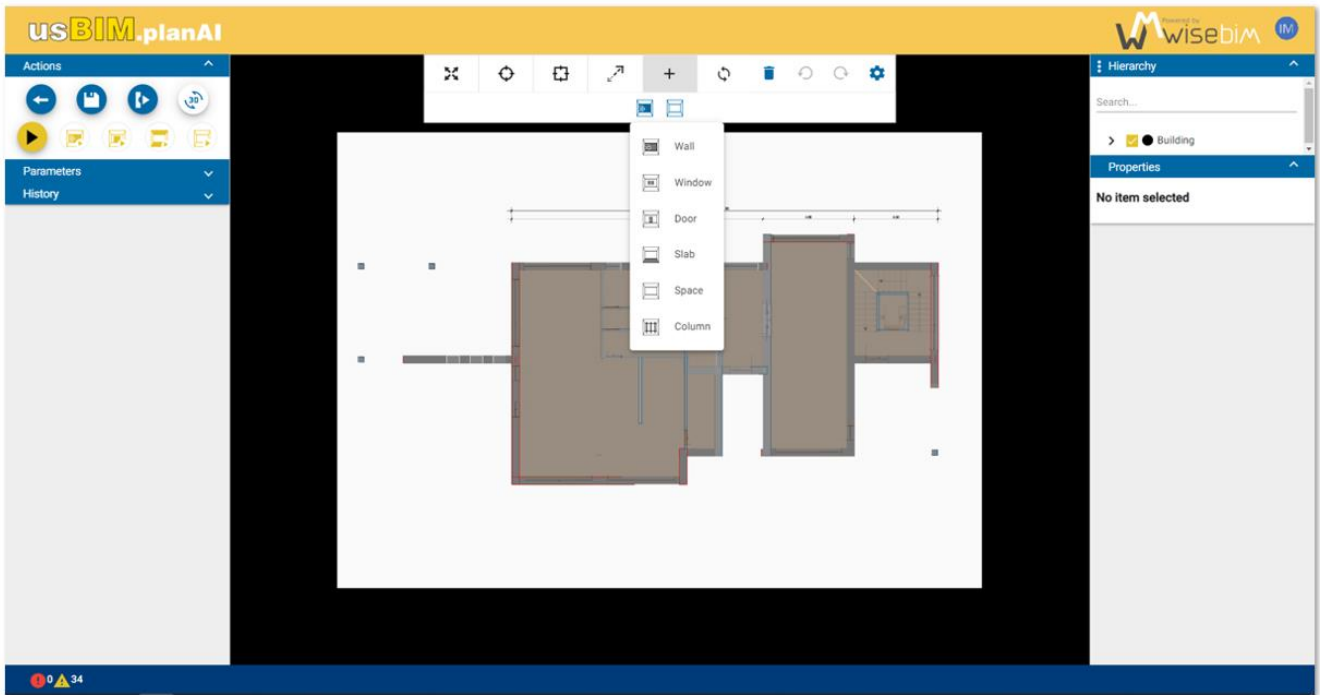 usBIM.planAI
Powered by
wisebim
IM
Actions
30
Parameters
History
Wall
Window
Door
Slab
Space
Column
Hierarchy
Search...
Building
Properties
No item selected
0 34